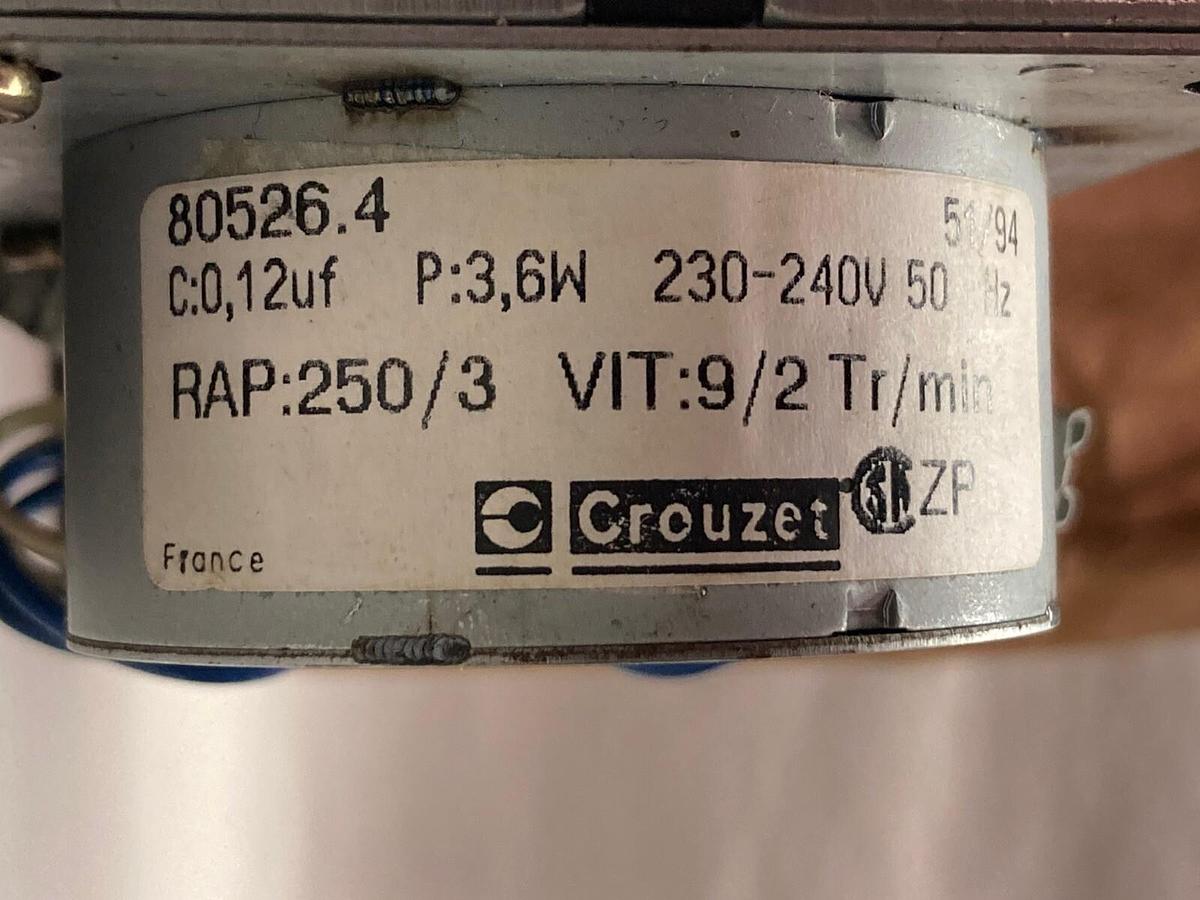 80526.4 51/94
C:0,12uf P:3,6W 230-240V 50 Hz
RAP:250/3 VIT:9/2 Tr/min
Crouzet ZP
France